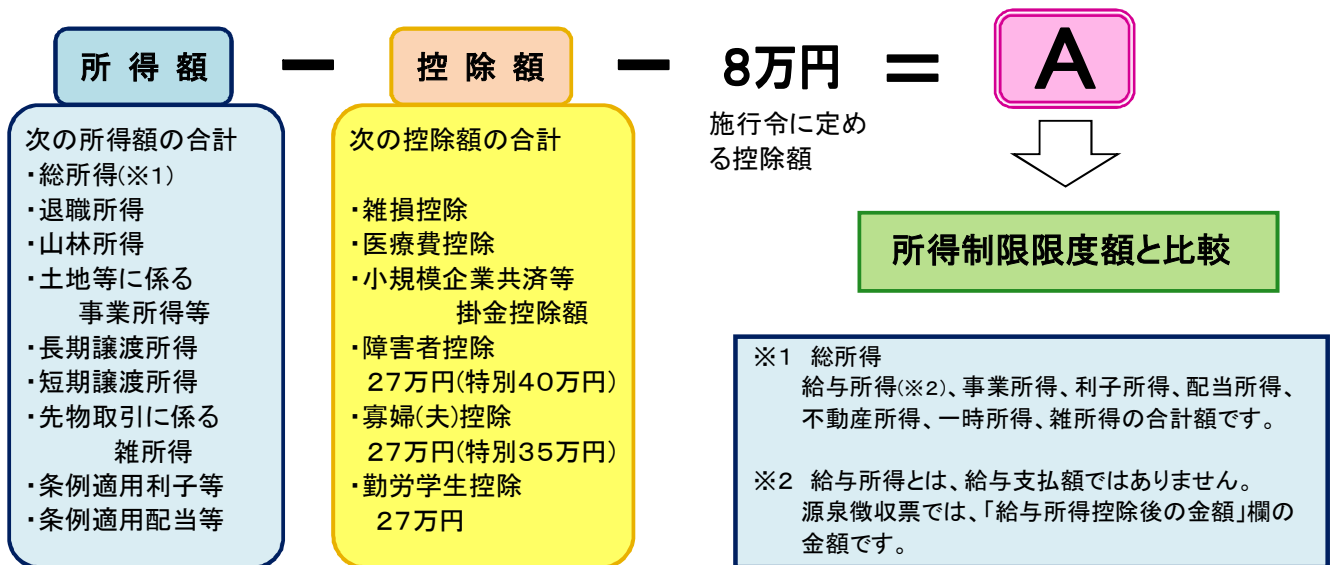 所得額 ー 控除額 ー 8万円 = A
次の所得額の合計
・総所得(※1)
・退職所得
・山林所得
・土地等に係る
事業所得等
・長期譲渡所得
・短期譲渡所得
・先物取引に係る
雑所得
・条例適用利子等
・条例適用配当等
次の控除額の合計
・雑損控除
・医療費控除
・小規模企業共済等
掛金控除額
・障害者控除
27万円(特別40万円)
・寡婦(夫)控除
27万円(特別35万円)
・勤労学生控除
27万円
施行令に定め
る控除額
所得制限限度額と比較
※1 総所得
給与所得(※2)、事業所得、利子所得、配当所得、
不動産所得、一時所得、雑所得の合計額です。
※2 給与所得とは、給与支払額ではありません。
源泉徴収票では、「給与所得控除後の金額」欄の
金額です。